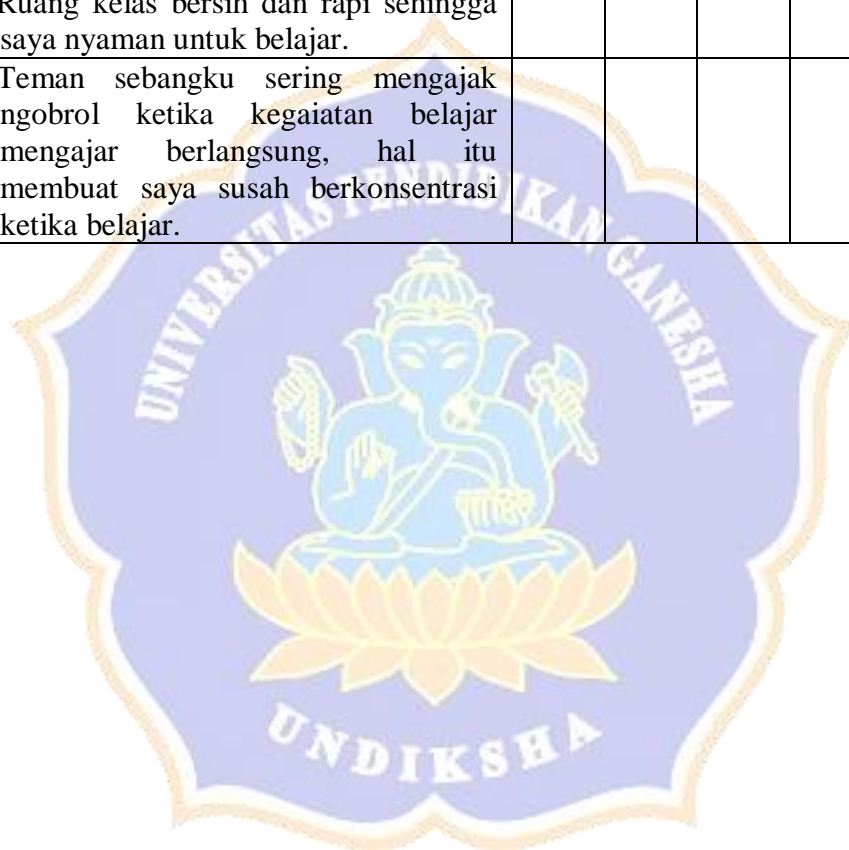 Ruang kelas bersih dan rapi sehingga
saya nyaman untuk belajar.
Teman sebangku sering mengajak
ngobrol ketika kegaiatan belajar
mengajar berlangsung, hal itu
membuat saya susah berkonsentrasi
ketika belajar.
UNIVERSITAS PENDIDIKAN GANESHA
UNDIKSHA